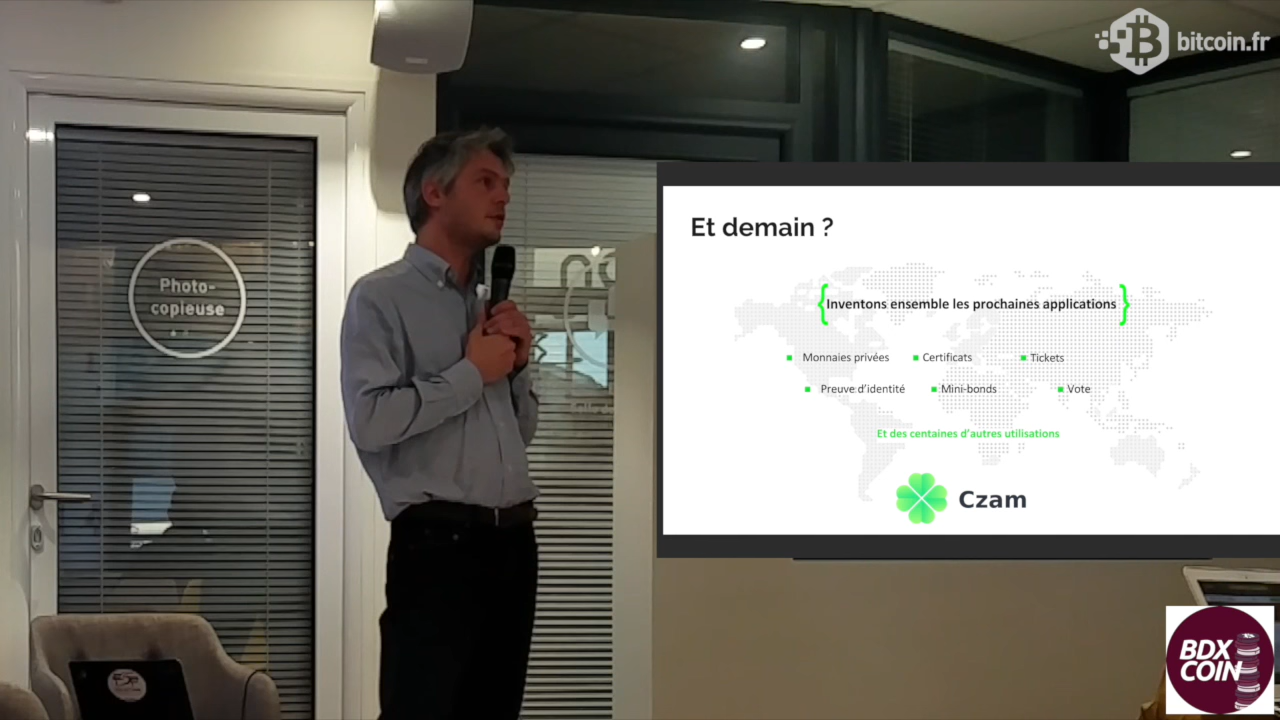 bitcoin.fr
Photo-
copieuse
Et demain ?
{Inventons ensemble les prochaines applications}
Monnaies privées
Certificats
Tickets
Preuve d'identité
Mini-bonds
Vote
Et des centaines d'autres utilisations
Czam
BDX
COIN